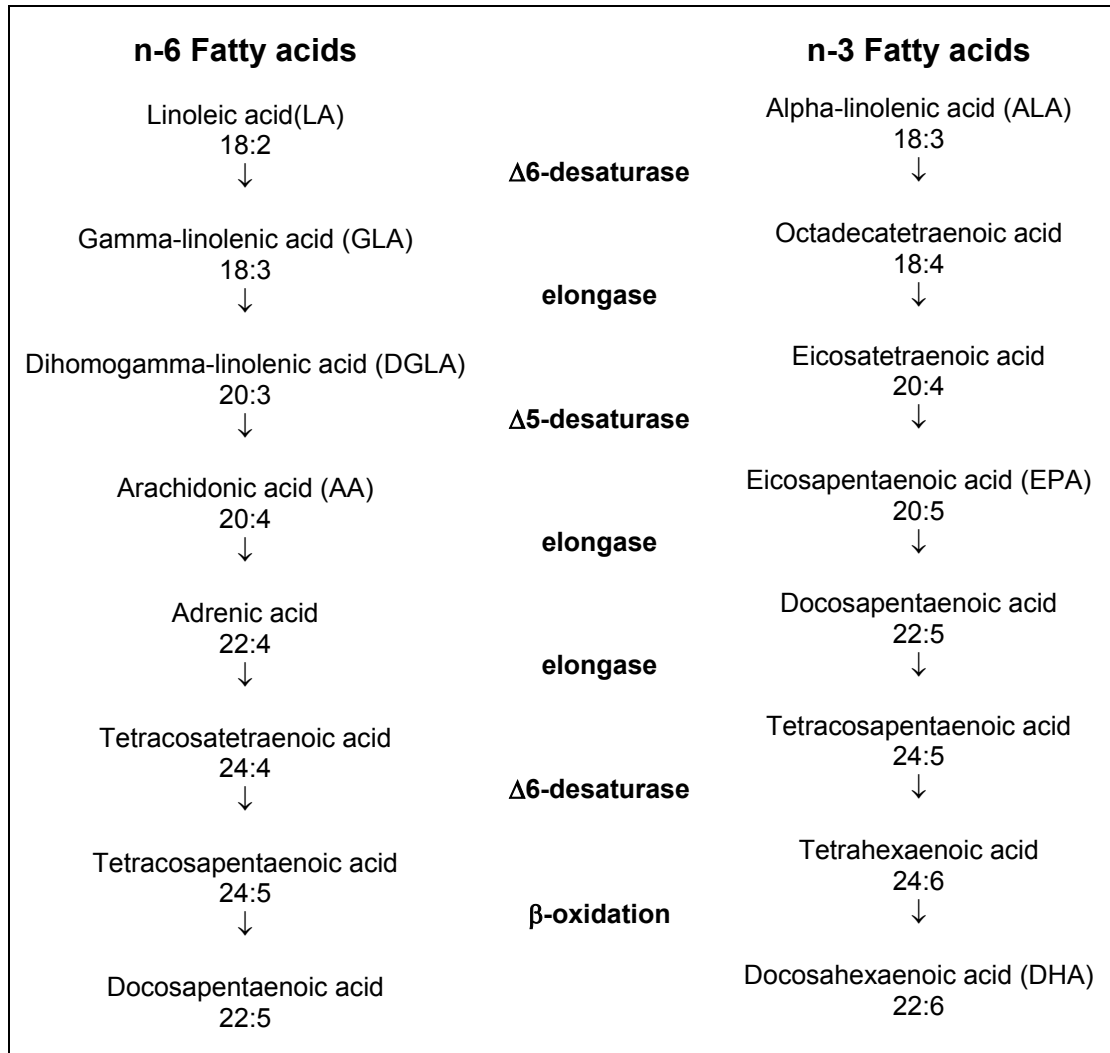 n-6 Fatty acids
n-3 Fatty acids
Linoleic acid(LA)
18:2
↓
Alpha-linolenic acid (ALA)
18:3
↓
Δ6-desaturase
Gamma-linolenic acid (GLA)
18:3
↓
Octadecatetraenoic acid
18:4
↓
elongase
Dihomogamma-linolenic acid (DGLA)
20:3
↓
Eicosatetraenoic acid
20:4
↓
Δ5-desaturase
Arachidonic acid (AA)
20:4
↓
Eicosapentaenoic acid (EPA)
20:5
↓
elongase
Adrenic acid
22:4
↓
Docosapentaenoic acid
22:5
↓
elongase
Tetracosatetraenoic acid
24:4
↓
Tetracosapentaenoic acid
24:5
↓
Δ6-desaturase
Tetracosapentaenoic acid
24:5
↓
Tetrahexaenoic acid
24:6
↓
β-oxidation
Docosapentaenoic acid
22:5
Docosahexaenoic acid (DHA)
22:6